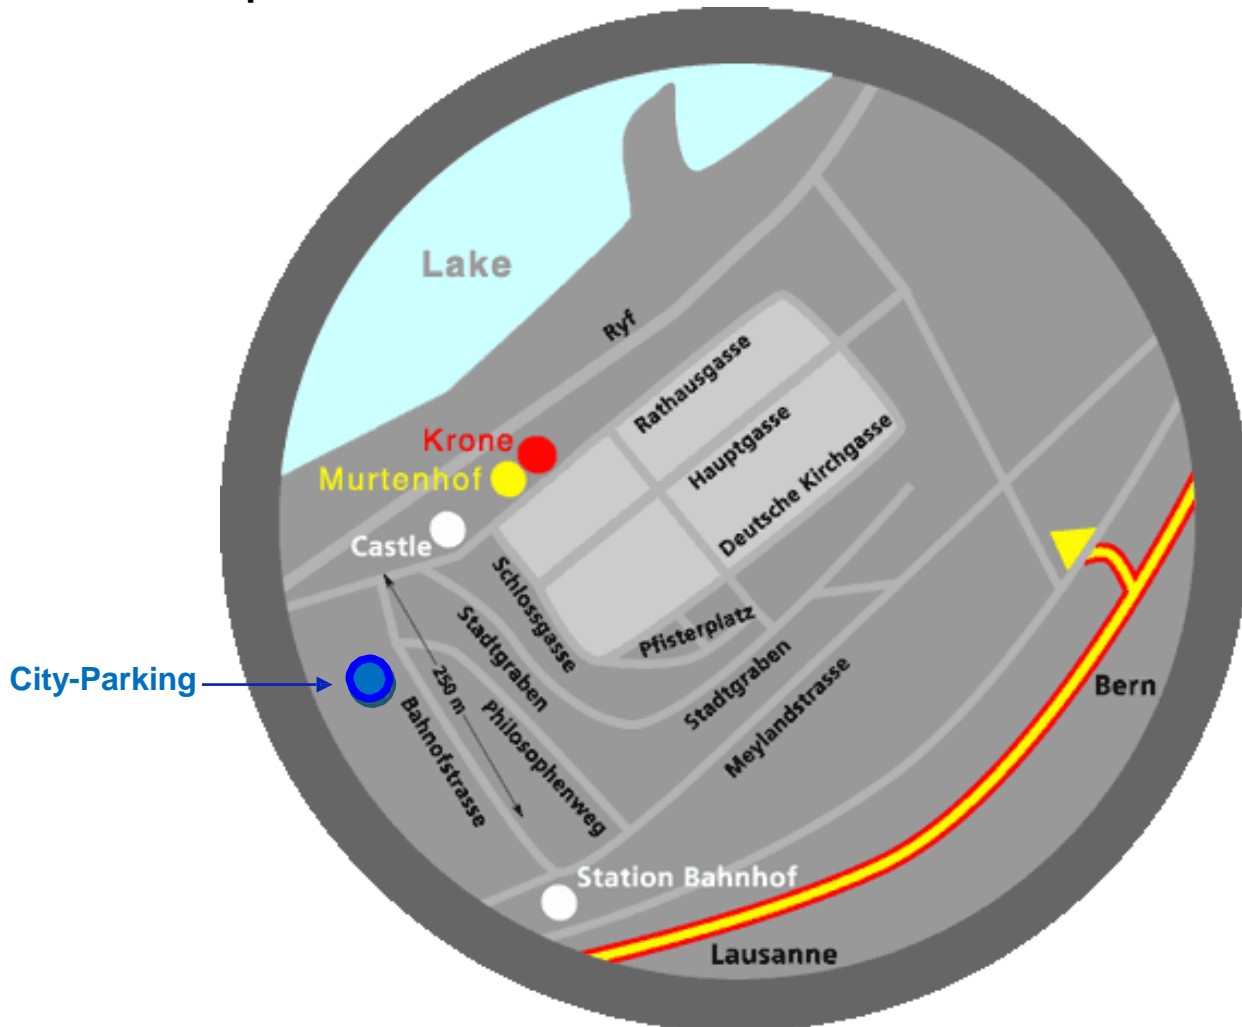 Lake
Ryf
Rathausgasse
Hauptgasse
Deutsche Kirchgasse
Krone
Murtenhof
Castle
Schlossgasse
Stadtgraben
Pfisterplatz
Stadtgraben
Meylandstrasse
City-Parking
250 m
Bahnhofstrasse
Philosophenweg
Bern
Station Bahnhof
Lausanne